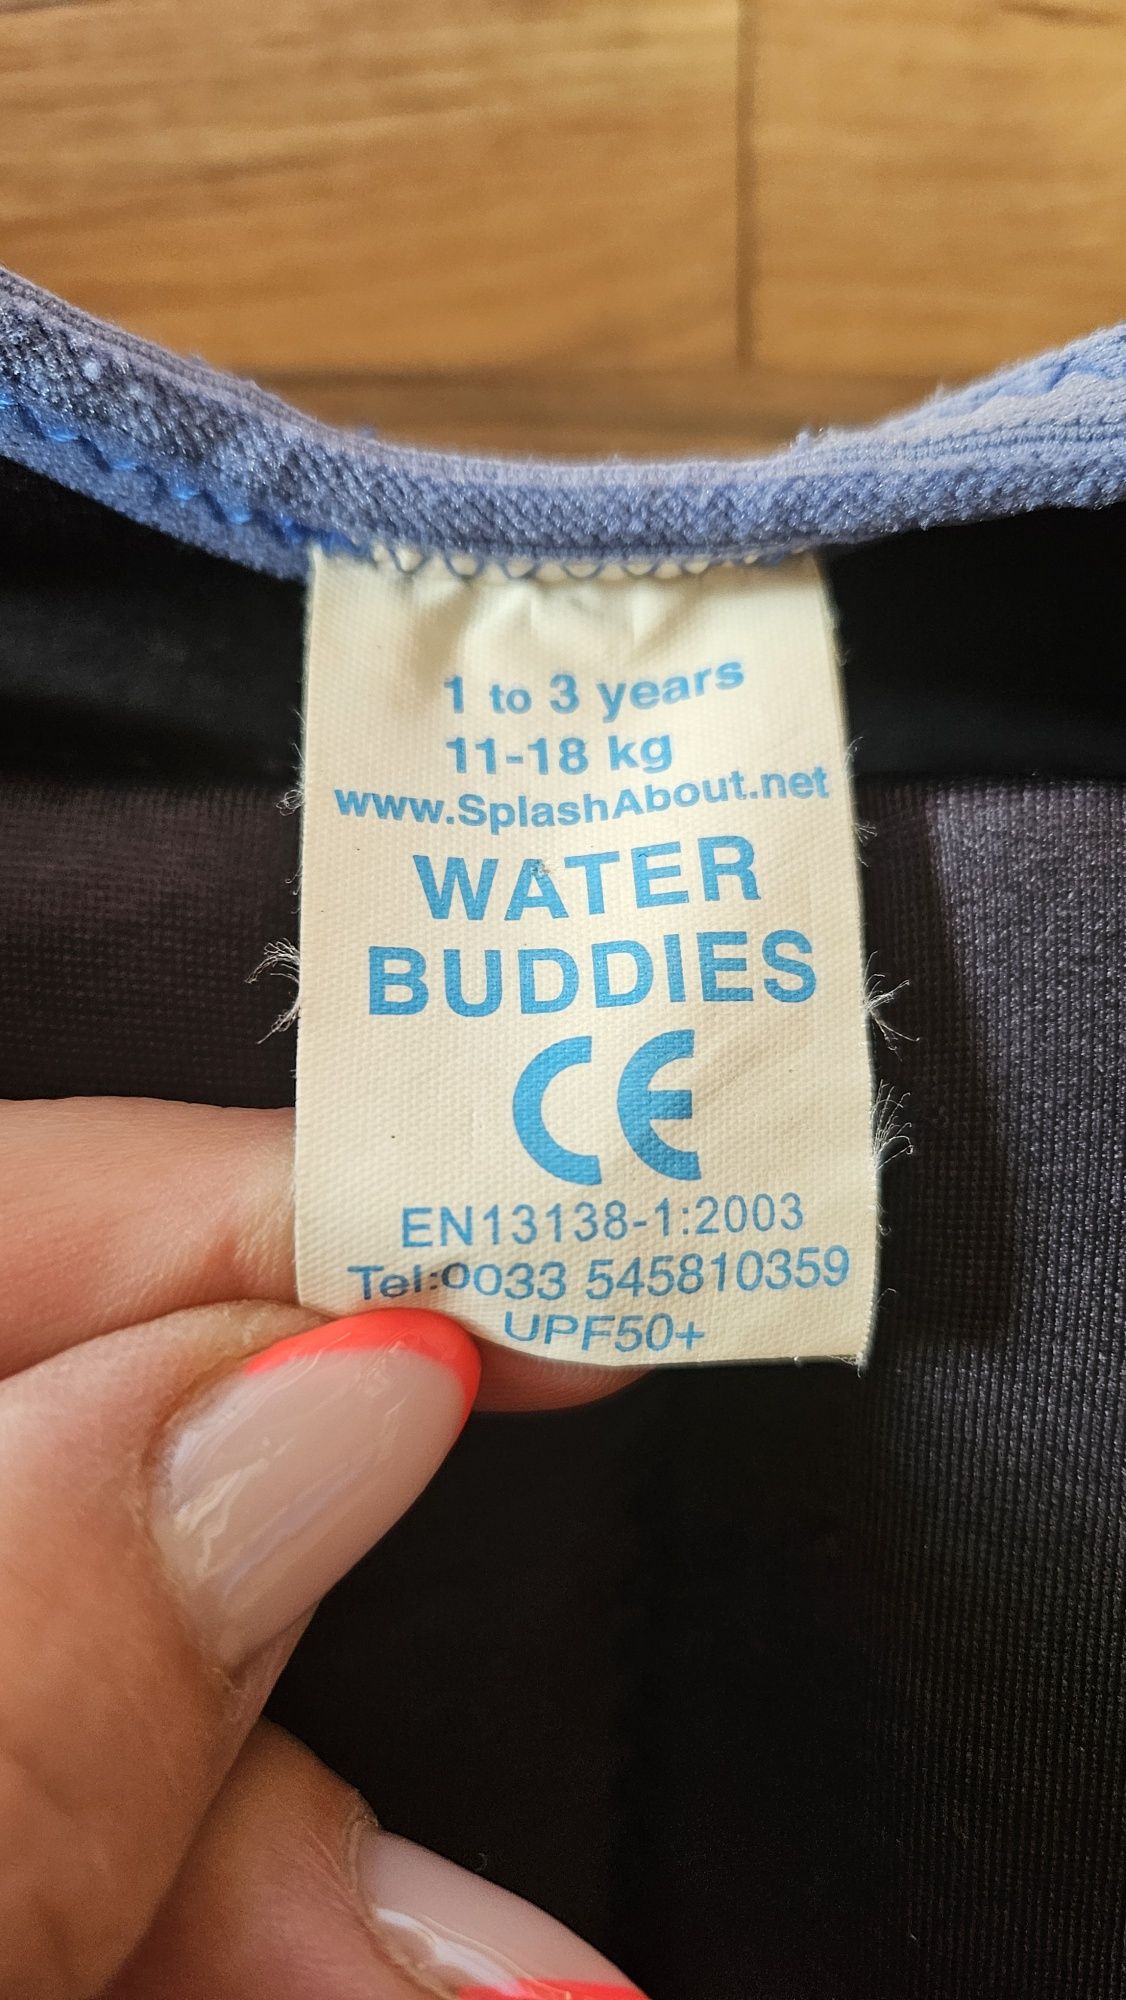 1 to 3 years
11-18 kg
www.SplashAbout.net
WATER
BUDDIES
CE
EN13138-1:2003
Tel:0033 545810359
UPF50+